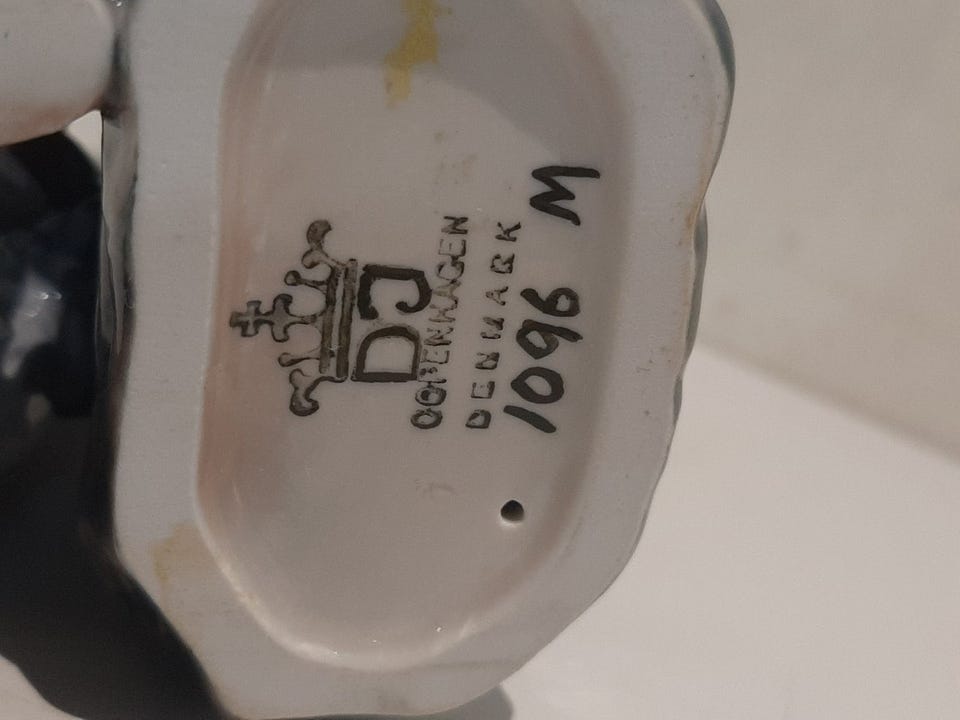 DJ
COPENHAGEN
DENMARK
1096 M